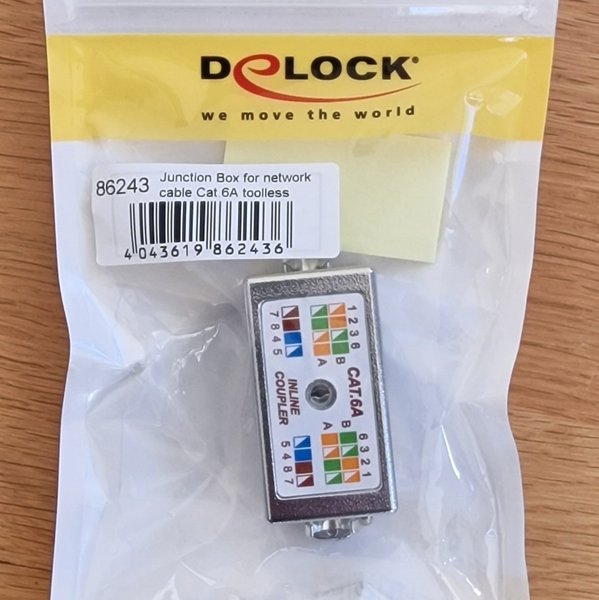 DELOCK®
we move the world
86243
Junction Box for network
cable Cat.6A toolless
4 043619 862436
1 2 3 6
7 8 4 5
A
B
CAT.6A
INLINE
COUPLER
B
A
6 3 2 1
5 4 8 7